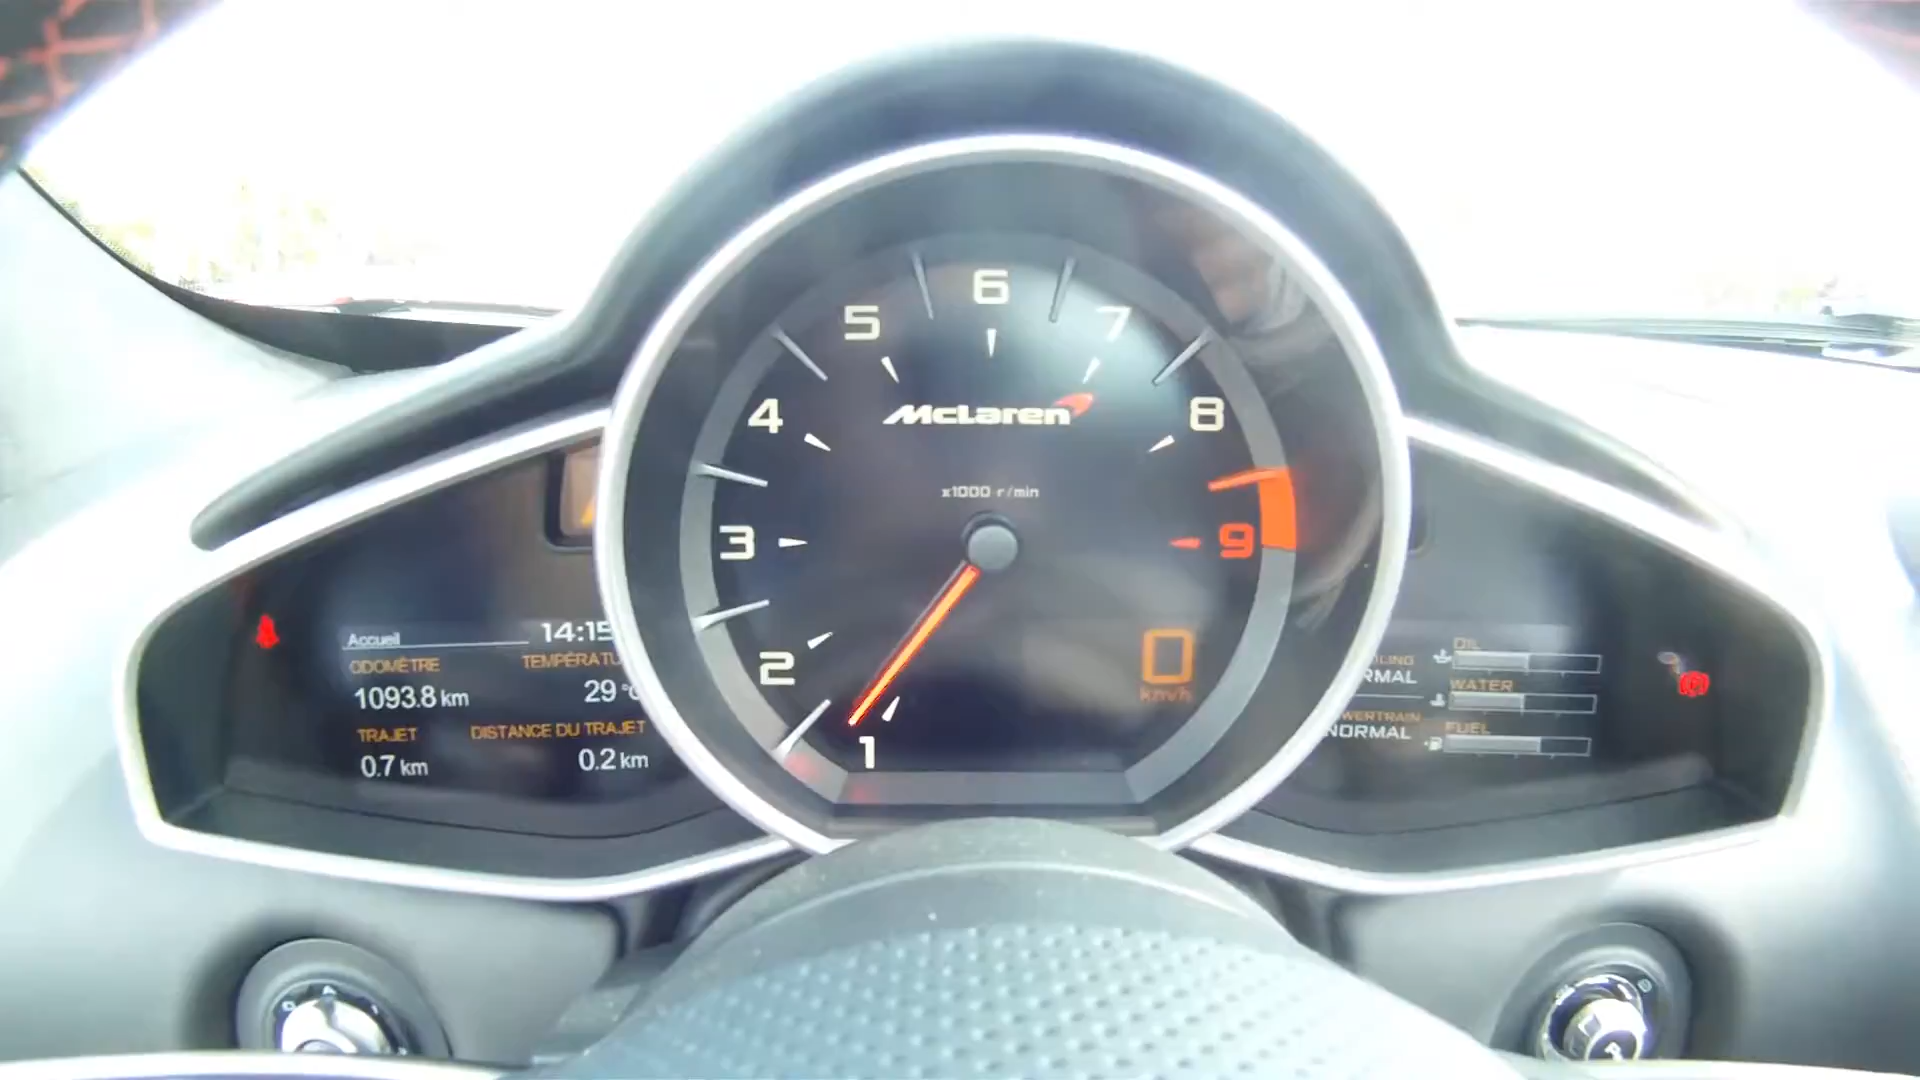 6
5
7
4
McLaren
8
x1000 r/min
3
9
Accueil
14:15
ODOMÈTRE
1093.8 km
29 °C
TRAJET
DISTANCE DU TRAJET
0.7 km
0.2 km
2
1
0
km/h
OIL
WATER
NORMAL
FUEL